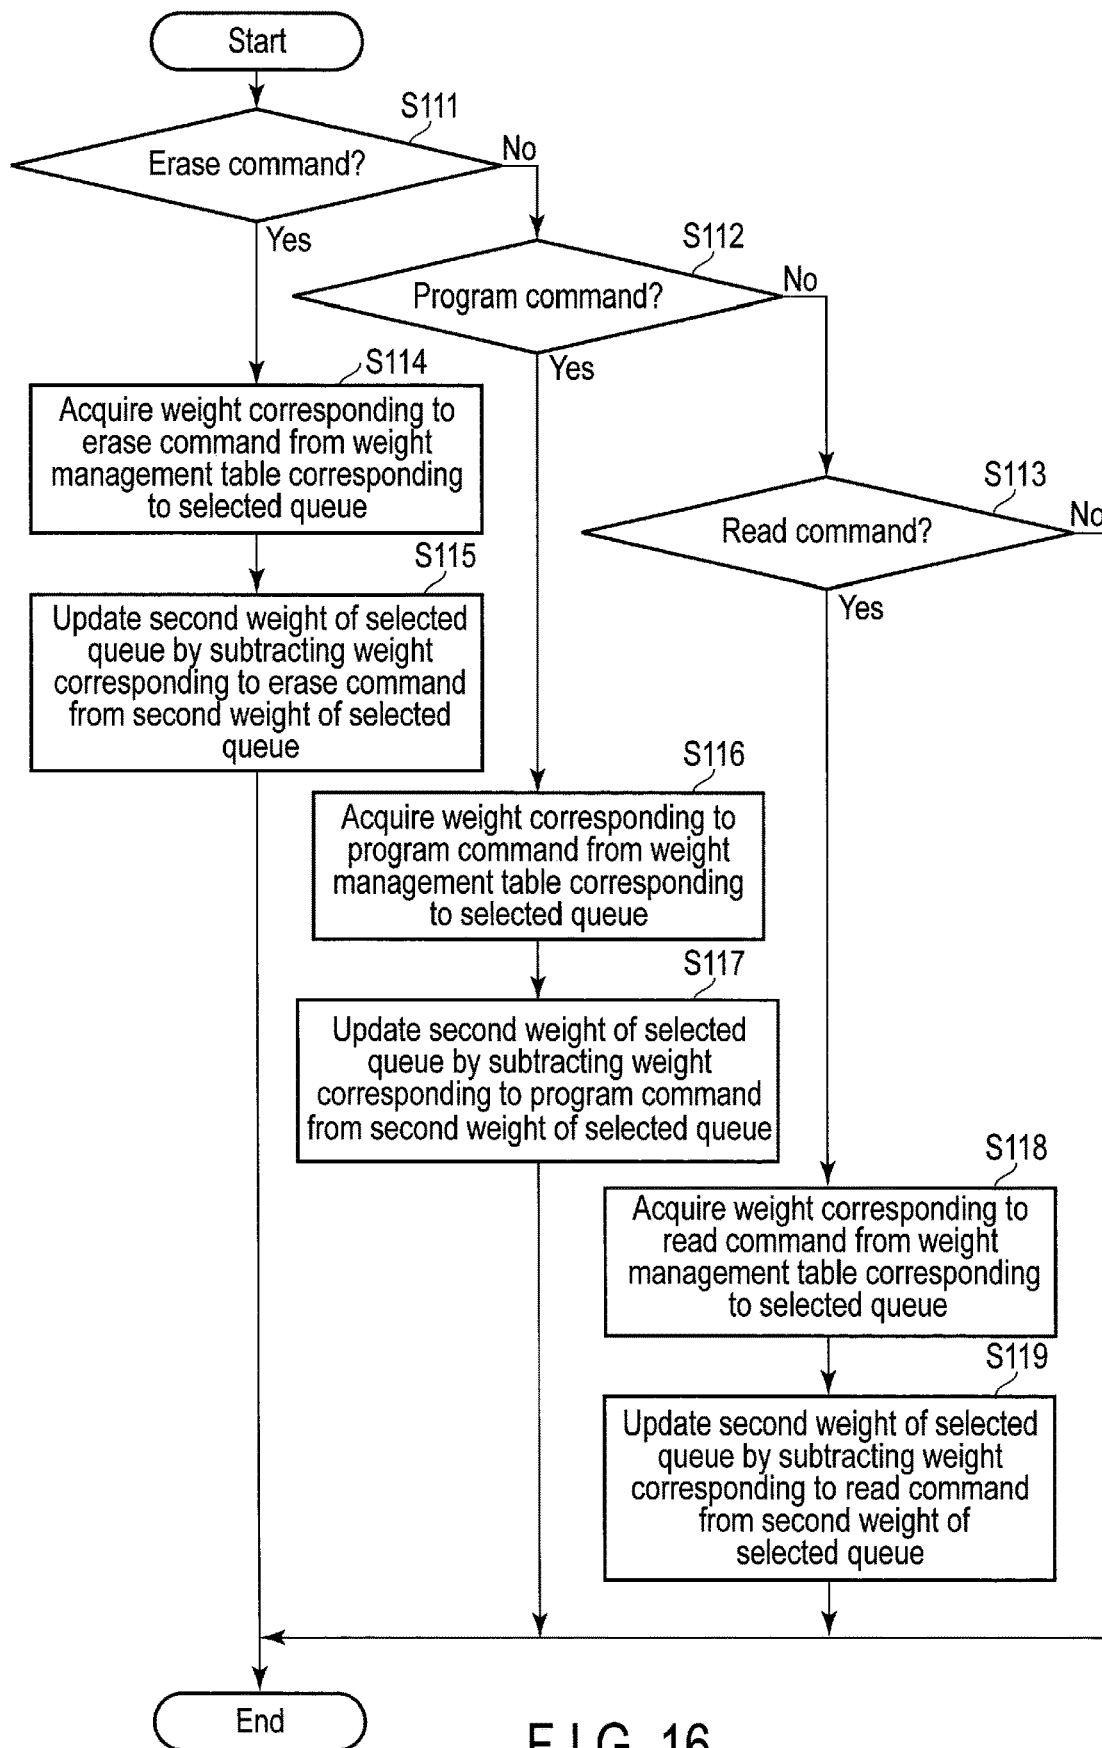 Start
S111
Erase command?
No
Yes
S112
Program command?
No
Yes
S114
Acquire weight corresponding to
erase command from weight
management table corresponding
to selected queue
S113
Read command?
No
Yes
S115
Update second weight of selected
queue by subtracting weight
corresponding to erase command
from second weight of selected
queue
S116
Acquire weight corresponding to
program command from weight
management table corresponding
to selected queue
S117
Update second weight of selected
queue by subtracting weight
corresponding to program command
from second weight of selected queue
S118
Acquire weight corresponding to
read command from weight
management table corresponding
to selected queue
S119
Update second weight of selected
queue by subtracting weight
corresponding to read command
from second weight of
selected queue
End
FIG. 16